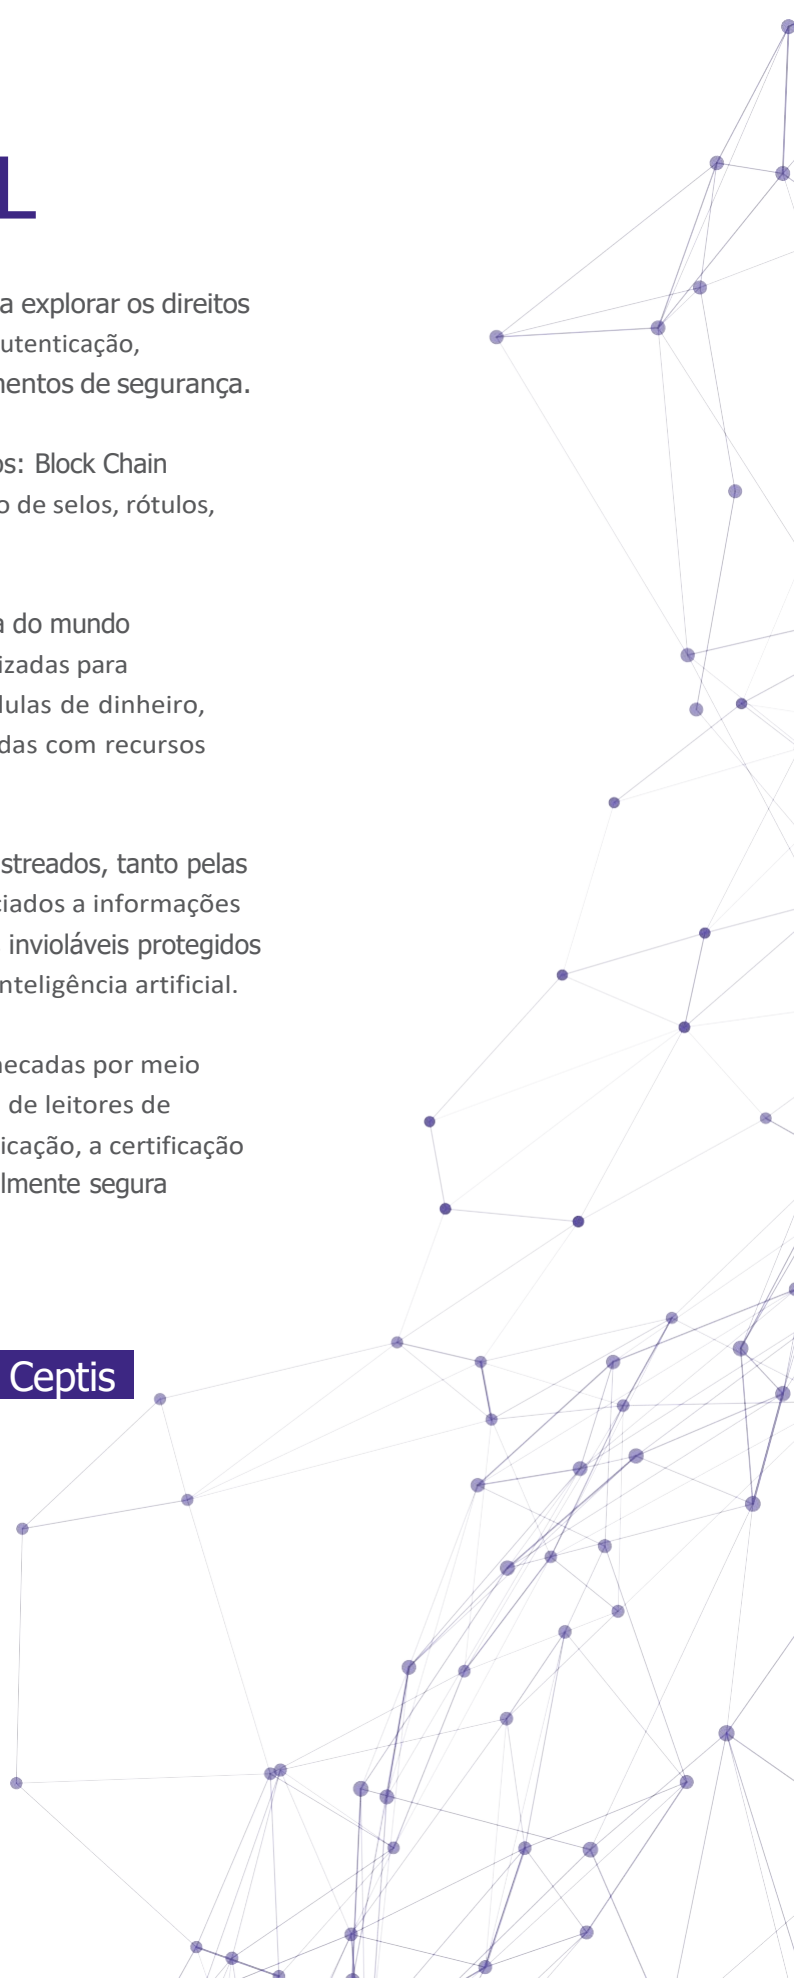 L
a explorar os direitos
utenticação,
mentos de segurança.
os: Block Chain
o de selos, rótulos,
a do mundo
izadas para
dulas de dinheiro,
das com recursos
streados, tanto pelas
ciados a informações
invioláveis protegidos
nteligência artificial.
hecadas por meio
de leitores de
icação, a certificação
lmente segura
Ceptis